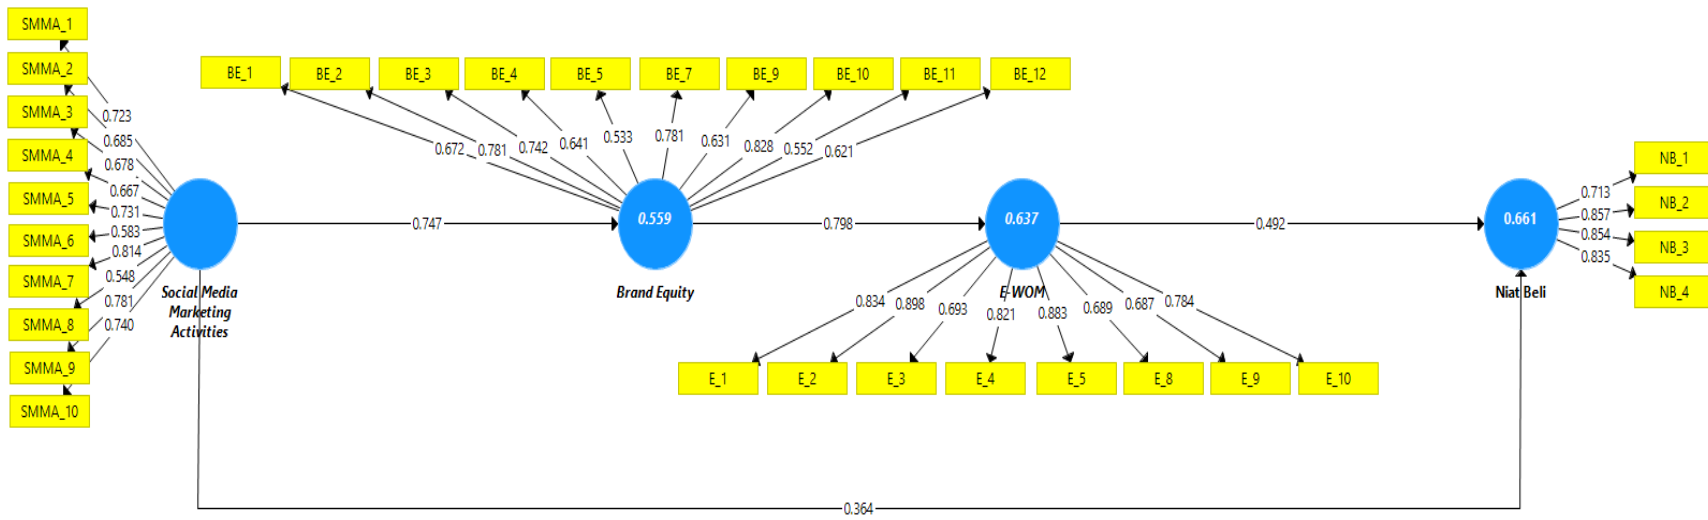 SMMA_1
SMMA_2
SMMA_3
SMMA_4
SMMA_5
SMMA_6
SMMA_7
SMMA_8
SMMA_9
SMMA_10
0.723
0.685
0.678
0.667
0.731
0.583
0.814
0.548
0.781
0.740
Social Media
Marketing
Activities
0.747
BE_1
BE_2
BE_3
BE_4
BE_5
BE_7
BE_9
BE_10
BE_11
BE_12
0.672
0.781
0.742
0.641
0.533
0.781
0.631
0.828
0.552
0.621
0.559
Brand Equity
0.798
0.637
E-WOM
0.834
0.898
0.693
0.821
0.883
0.689
0.687
0.784
E_1
E_2
E_3
E_4
E_5
E_8
E_9
E_10
0.492
0.661
Niat Beli
0.713
0.857
0.854
0.835
NB_1
NB_2
NB_3
NB_4
0.364